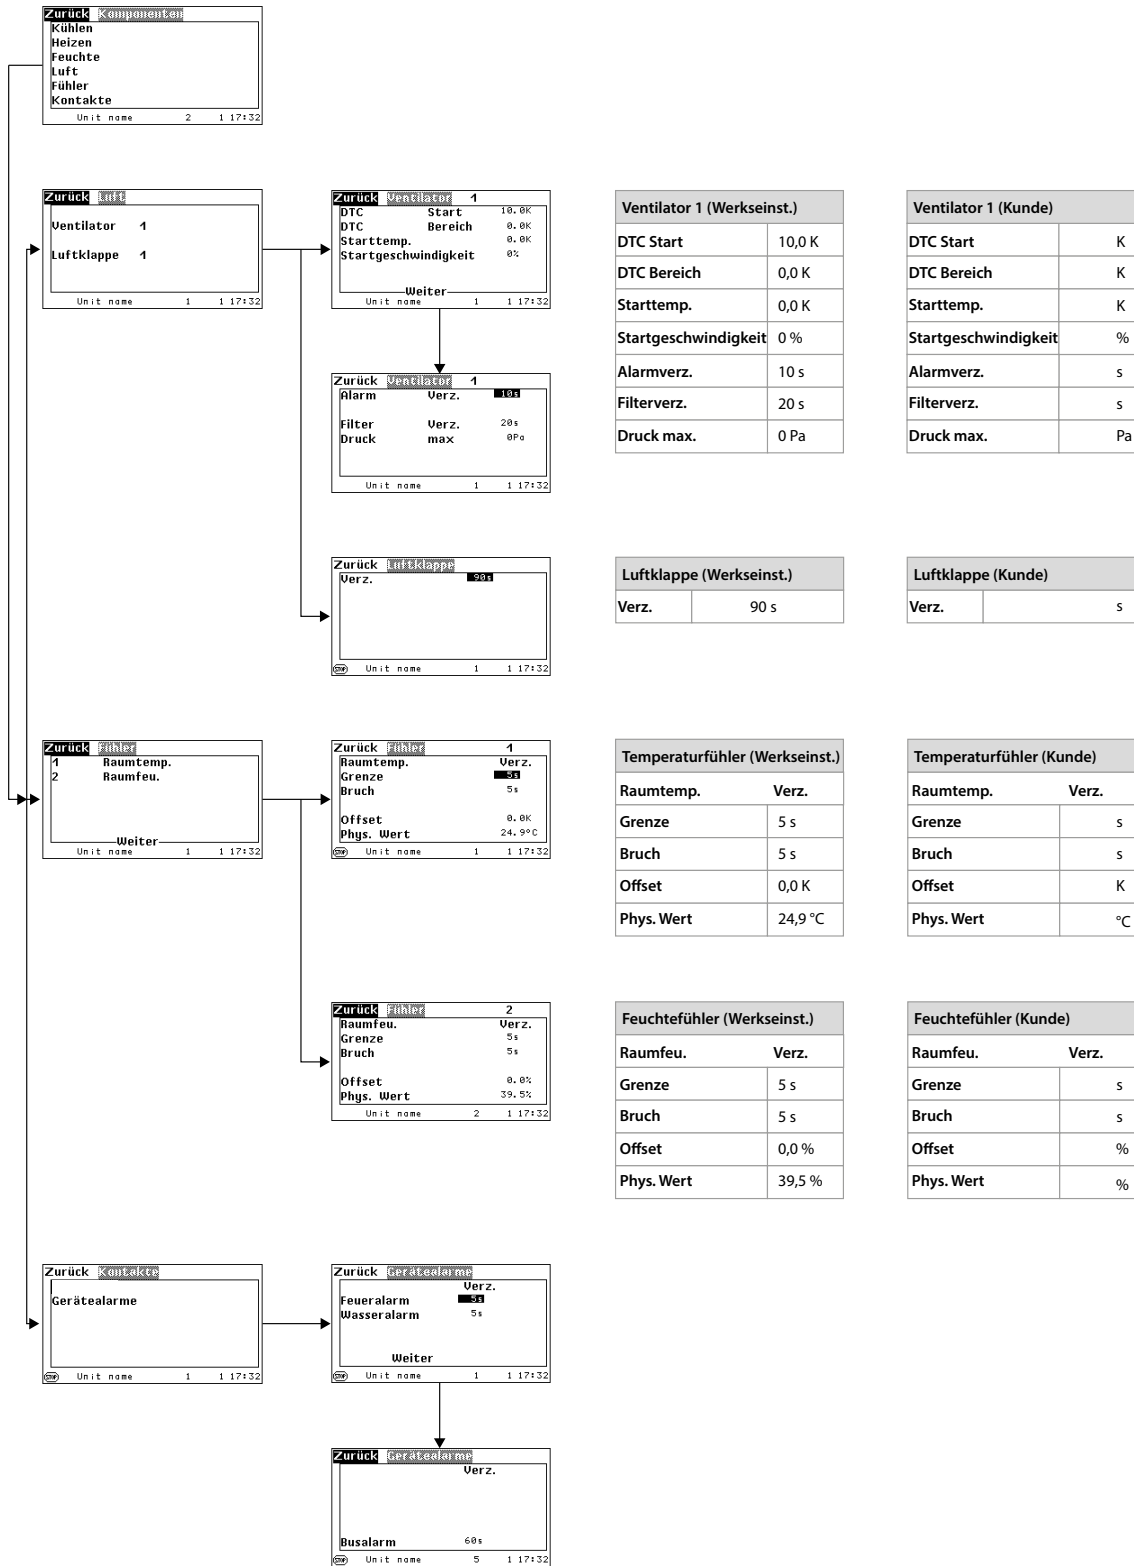 Zurück Komponenten
Kühlen
Heizen
Feuchte
Luft
Fühler
Kontakte
Unit name 2 1 17:32
Zurück Luft
Ventilator 1
Luftklappe 1
Unit name 1 1 17:32
Zurück Ventilator 1
DTC Start 10.0K
DTC Bereich 0.0K
Starttemp. 0.0K
Startgeschwindigkeit 0%
Weiter
Unit name 1 1 17:32
Zurück Ventilator 1
Alarm Verz. 10s
Filter Verz. 20s
Druck max 0Pa
Unit name 1 1 17:32
Ventilator 1 (Werkseinst.)
DTC Start 10,0 K
DTC Bereich 0,0 K
Starttemp. 0,0 K
Startgeschwindigkeit 0 %
Alarmverz. 10 s
Filterverz. 20 s
Druck max. 0 Pa
Ventilator 1 (Kunde)
DTC Start K
DTC Bereich K
Starttemp. K
Startgeschwindigkeit %
Alarmverz. s
Filterverz. s
Druck max. Pa
Zurück Luftklappe
Verz. 90s
STOP Unit name 1 1 17:32
Luftklappe (Werkseinst.)
Verz. 90 s
Luftklappe (Kunde)
Verz. s
Zurück Fühler
1 Raumtemp.
2 Raumfeu.
Weiter
Unit name 1 1 17:32
Zurück Fühler 1
Raumtemp. Verz.
Grenze 5s
Bruch 5s
Offset 0.0K
Phys. Wert 24.9°C
STOP Unit name 1 1 17:32
Temperaturfühler (Werkseinst.)
Raumtemp. Verz.
Grenze 5 s
Bruch 5 s
Offset 0,0 K
Phys. Wert 24,9 °C
Temperaturfühler (Kunde)
Raumtemp. Verz.
Grenze s
Bruch s
Offset K
Phys. Wert °C
Zurück Fühler 2
Raumfeu. Verz.
Grenze 5s
Bruch 5s
Offset 0.0%
Phys. Wert 39.5%
Unit name 2 1 17:32
Feuchtefühler (Werkseinst.)
Raumfeu. Verz.
Grenze 5 s
Bruch 5 s
Offset 0,0 %
Phys. Wert 39,5 %
Feuchtefühler (Kunde)
Raumfeu. Verz.
Grenze s
Bruch s
Offset %
Phys. Wert %
Zurück Kontakte
Gerätealarme
STOP Unit name 1 1 17:32
Zurück Gerätealarme
Verz.
Feueralarm 5s
Wasseralarm 5s
Weiter
STOP Unit name 1 1 17:32
Zurück Gerätealarme
Verz.
Busalarm 60s
STOP Unit name 5 1 17:32